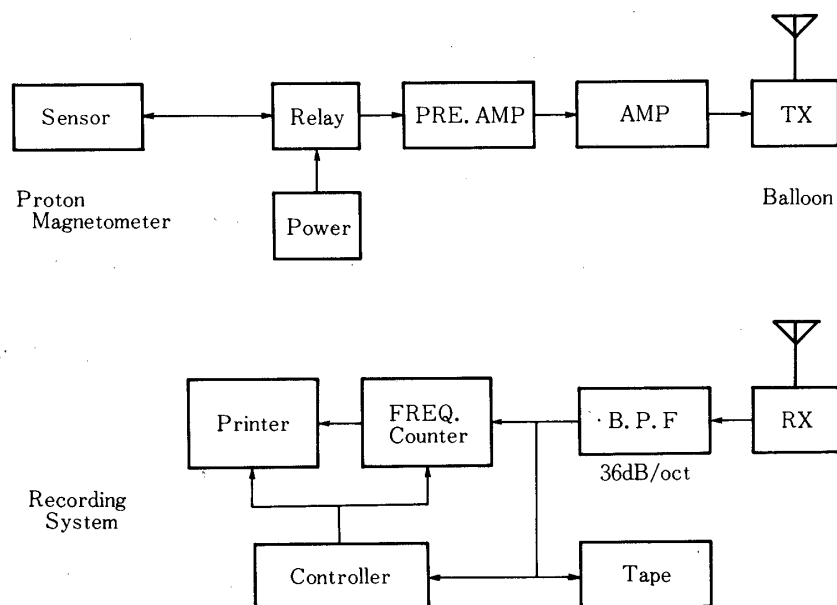 Sensor
Relay
PRE. AMP
AMP
TX
Proton
Magnetometer
Power
Balloon
Printer
FREQ.
Counter
B. P. F
RX
36dB/oct
Recording
System
Controller
Tape